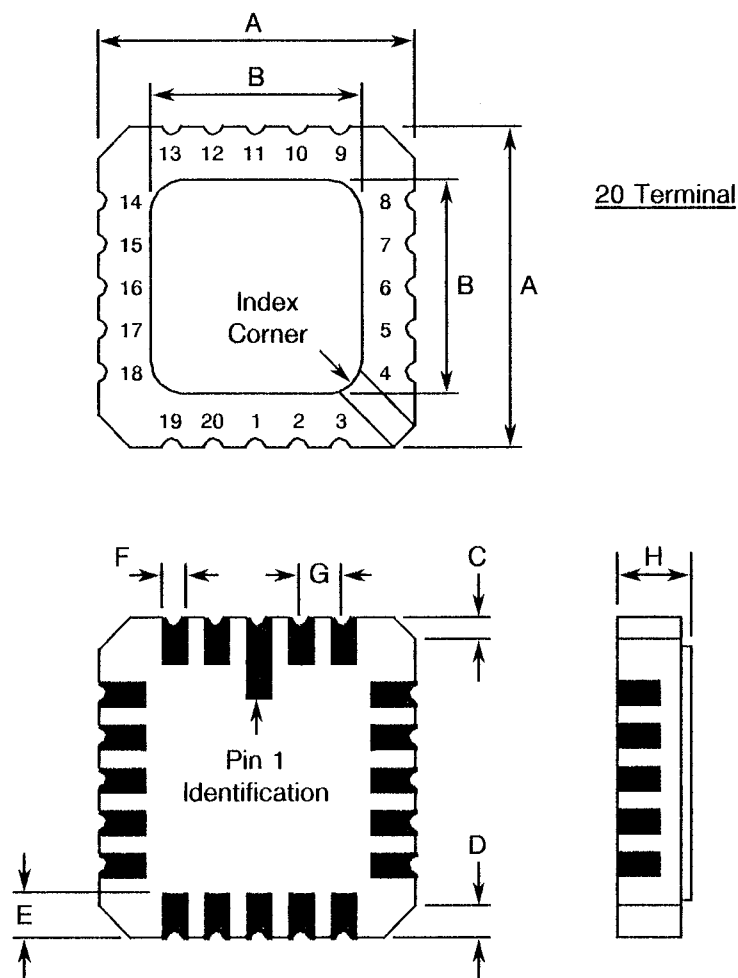 A
B
13 12 11 10 9
20 Terminal
14 8
15 7
16 6
17 5
18 4
B A
Index
Corner
19 20 1 2 3
F G C H
Pin 1
Identification
D
E